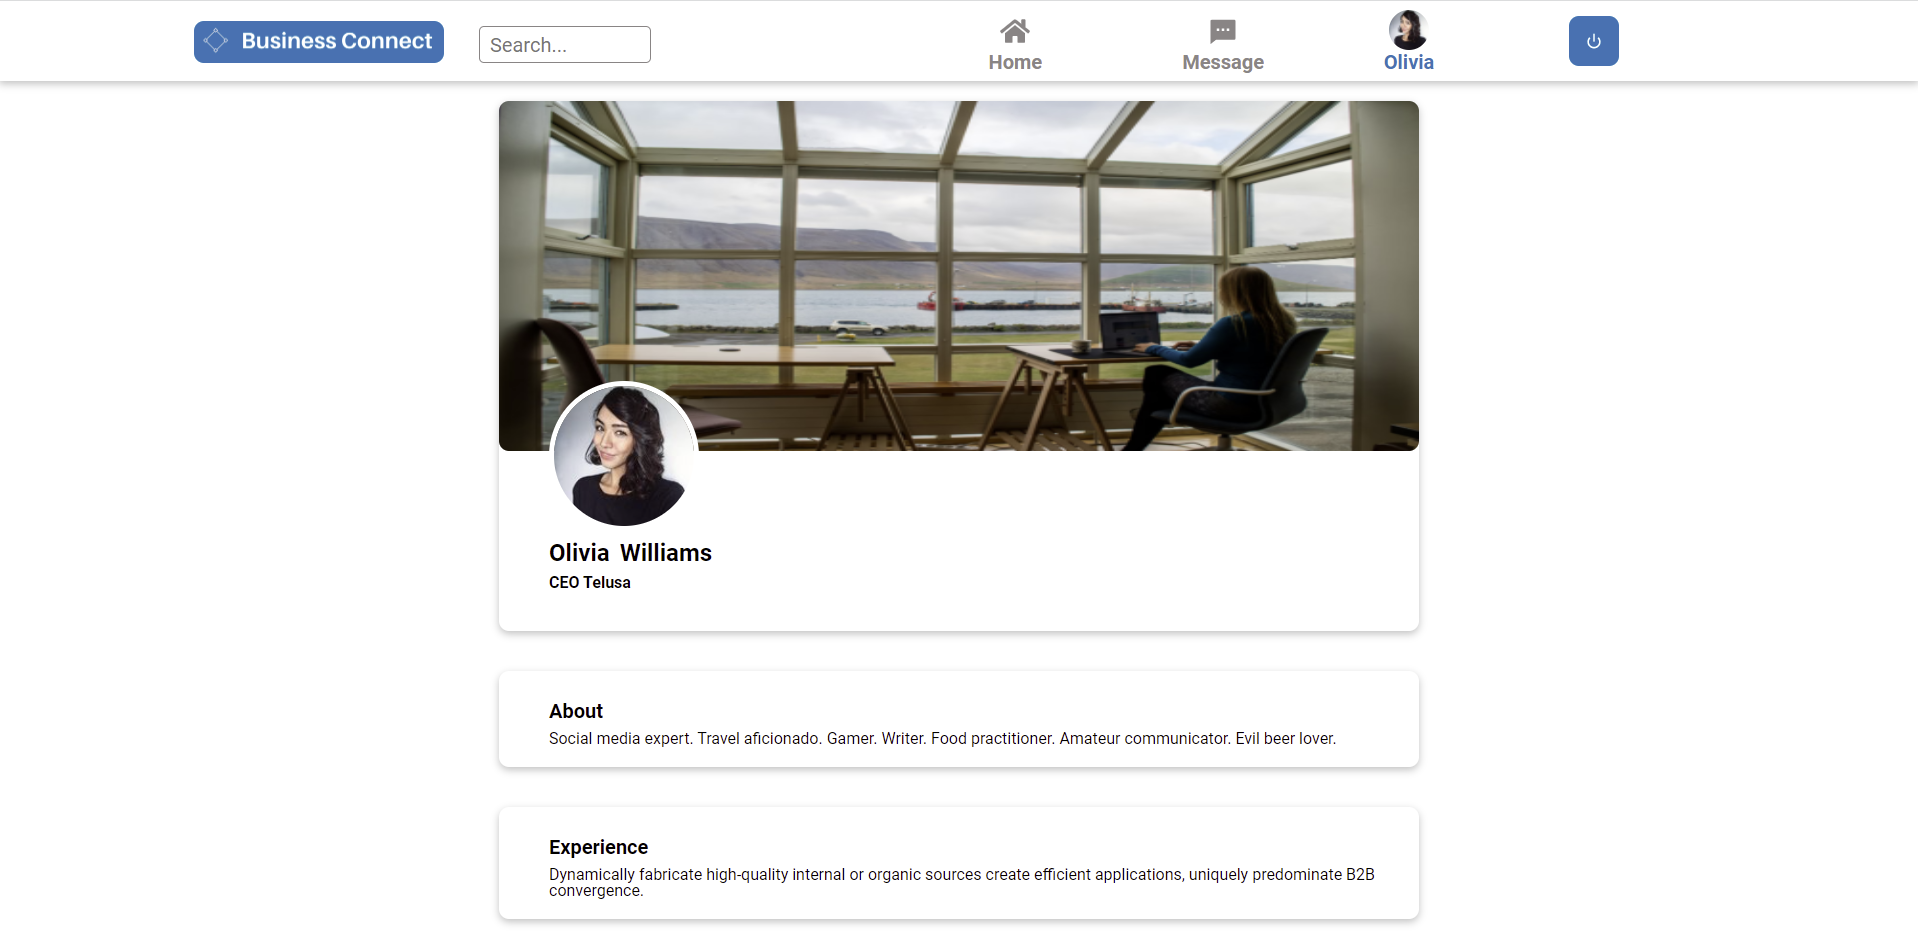 Business Connect
Search...
Home
Message
Olivia
Olivia Williams
CEO Telusa
About
Social media expert. Travel aficionado. Gamer. Writer. Food practitioner. Amateur communicator. Evil beer lover.
Experience
Dynamically fabricate high-quality internal or organic sources create efficient applications, uniquely predominate B2B
convergence.